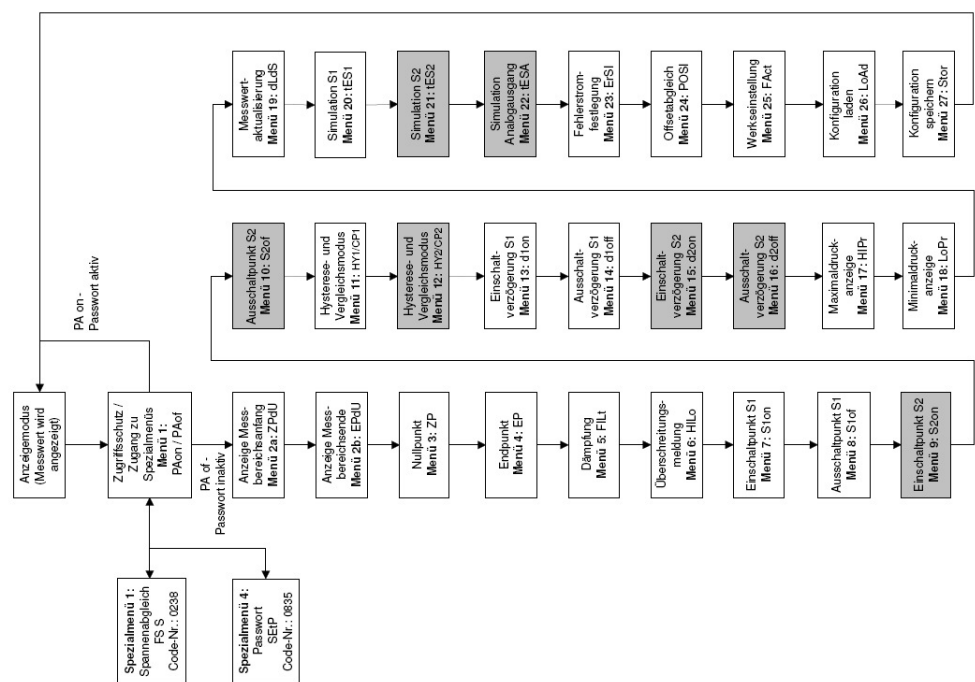 Anzeigemodus
(Messwert wird
angezeigt)
PA on -
Passwort aktiv
Zugriffsschutz /
Zugang zu
Spezialmenüs
Menü 1:
PAon / PAof
PA of -
Passwort inaktiv
Spezialmenü 1:
Spannenabgleich
FS S
Code-Nr.: 0238
Spezialmenü 4:
Passwort
SEtP
Code-Nr.: 0835
Anzeige Mess-
bereichsanfang
Menü 2a: ZPdU
Anzeige Mess-
bereichsende
Menü 2b: EPdU
Nullpunkt
Menü 3: ZP
Endpunkt
Menü 4: EP
Dämpfung
Menü 5: FILt
Überschreitungs-
meldung
Menü 6: HILo
Einschaltpunkt S1
Menü 7: S1on
Ausschaltpunkt S1
Menü 8: S1of
Einschaltpunkt S2
Menü 9: S2on
Ausschaltpunkt S2
Menü 10: S2of
Hysterese- und
Vergleichsmodus
Menü 11: HY1/CP1
Hysterese- und
Vergleichsmodus
Menü 12: HY2/CP2
Einschalt-
verzögerung S1
Menü 13: d1on
Ausschalt-
verzögerung S1
Menü 14: d1off
Einschalt-
verzögerung S2
Menü 15: d2on
Ausschalt-
verzögerung S2
Menü 16: d2off
Maximaldruck-
anzeige
Menü 17: HIPr
Minimaldruck-
anzeige
Menü 18: LoPr
Messwert-
aktualisierung
Menü 19: dLdS
Simulation S1
Menü 20: tES1
Simulation S2
Menü 21: tES2
Simulation
Analogausgang
Menü 22: tESA
Fehlerstrom-
festlegung
Menü 23: ErSI
Offsetabgleich
Menü 24: POSI
Werkseinstellung
Menü 25: FAct
Konfiguration
laden
Menü 26: LoAd
Konfiguration
speichern
Menü 27: Stor